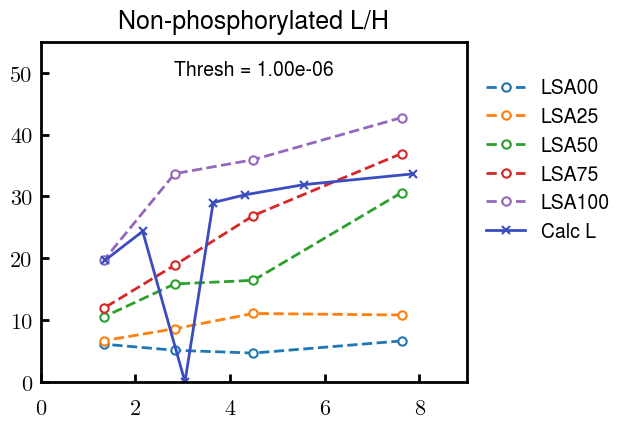 Non-phosphorylated L/H
Thresh = 1.00e-06
50
40
30
20
10
0
0 2 4 6 8
LSA00
LSA25
LSA50
LSA75
LSA100
Calc L